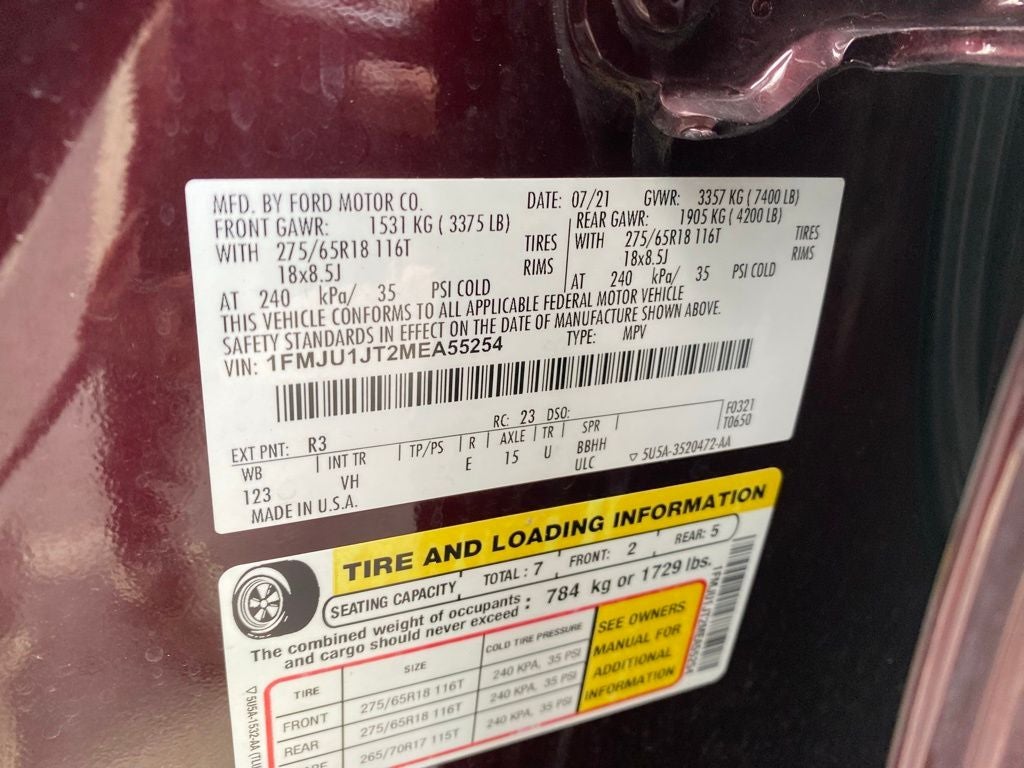 MFD. BY FORD MOTOR CO. DATE: 07/21 GVWR: 3357 KG ( 7400 LB)
FRONT GAWR: 1531 KG ( 3375 LB) REAR GAWR: 1905 KG ( 4200 LB)
WITH 275/65R18 116T TIRES WITH 275/65R18 116T TIRES
18x8.5J RIMS 18x8.5J RIMS
AT 240 kPa/ 35 PSI COLD AT 240 kPa/ 35 PSI COLD
THIS VEHICLE CONFORMS TO ALL APPLICABLE FEDERAL MOTOR VEHICLE
SAFETY STANDARDS IN EFFECT ON THE DATE OF MANUFACTURE SHOWN ABOVE.
VIN: 1FMJU1JT2MEA55254 TYPE: MPV
F0321
RC: 23 DSO: T0650
EXT PNT: R3
WB INT TR TP/PS R AXLE TR SPR
123 VH E 15 U BBHH
ULC 5U5A-3520472-AA
MADE IN U.S.A.
TIRE AND LOADING INFORMATION
SEATING CAPACITY TOTAL : 7 FRONT: 2 REAR: 5
The combined weight of occupants
and cargo should never exceed : 784 kg or 1729 lbs.
TIRE SIZE COLD TIRE PRESSURE
FRONT 275/65R18 116T 240 KPA, 35 PSI
REAR 275/65R18 116T 240 KPA, 35 PSI
265/70R17 115T 240 KPA, 35 PSI
SEE OWNERS
MANUAL FOR
ADDITIONAL
INFORMATION
5U5A-1532-AA